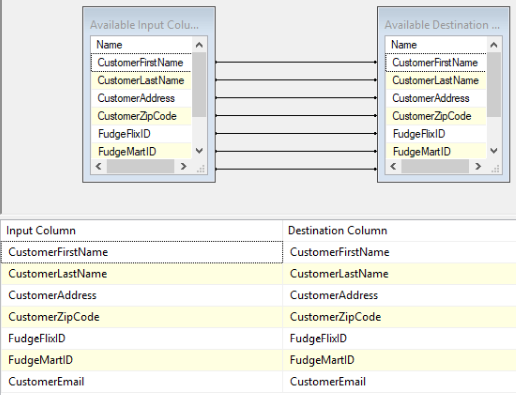 Available Input Colu... Available Destination ...
Name Name
CustomerFirstName CustomerFirstName
CustomerLastName CustomerLastName
CustomerAddress CustomerAddress
CustomerZipCode CustomerZipCode
FudgeFlixID FudgeFlixID
FudgeMartID FudgeMartID
Input Column Destination Column
CustomerFirstName CustomerFirstName
CustomerLastName CustomerLastName
CustomerAddress CustomerAddress
CustomerZipCode CustomerZipCode
FudgeFlixID FudgeFlixID
FudgeMartID FudgeMartID
CustomerEmail CustomerEmail